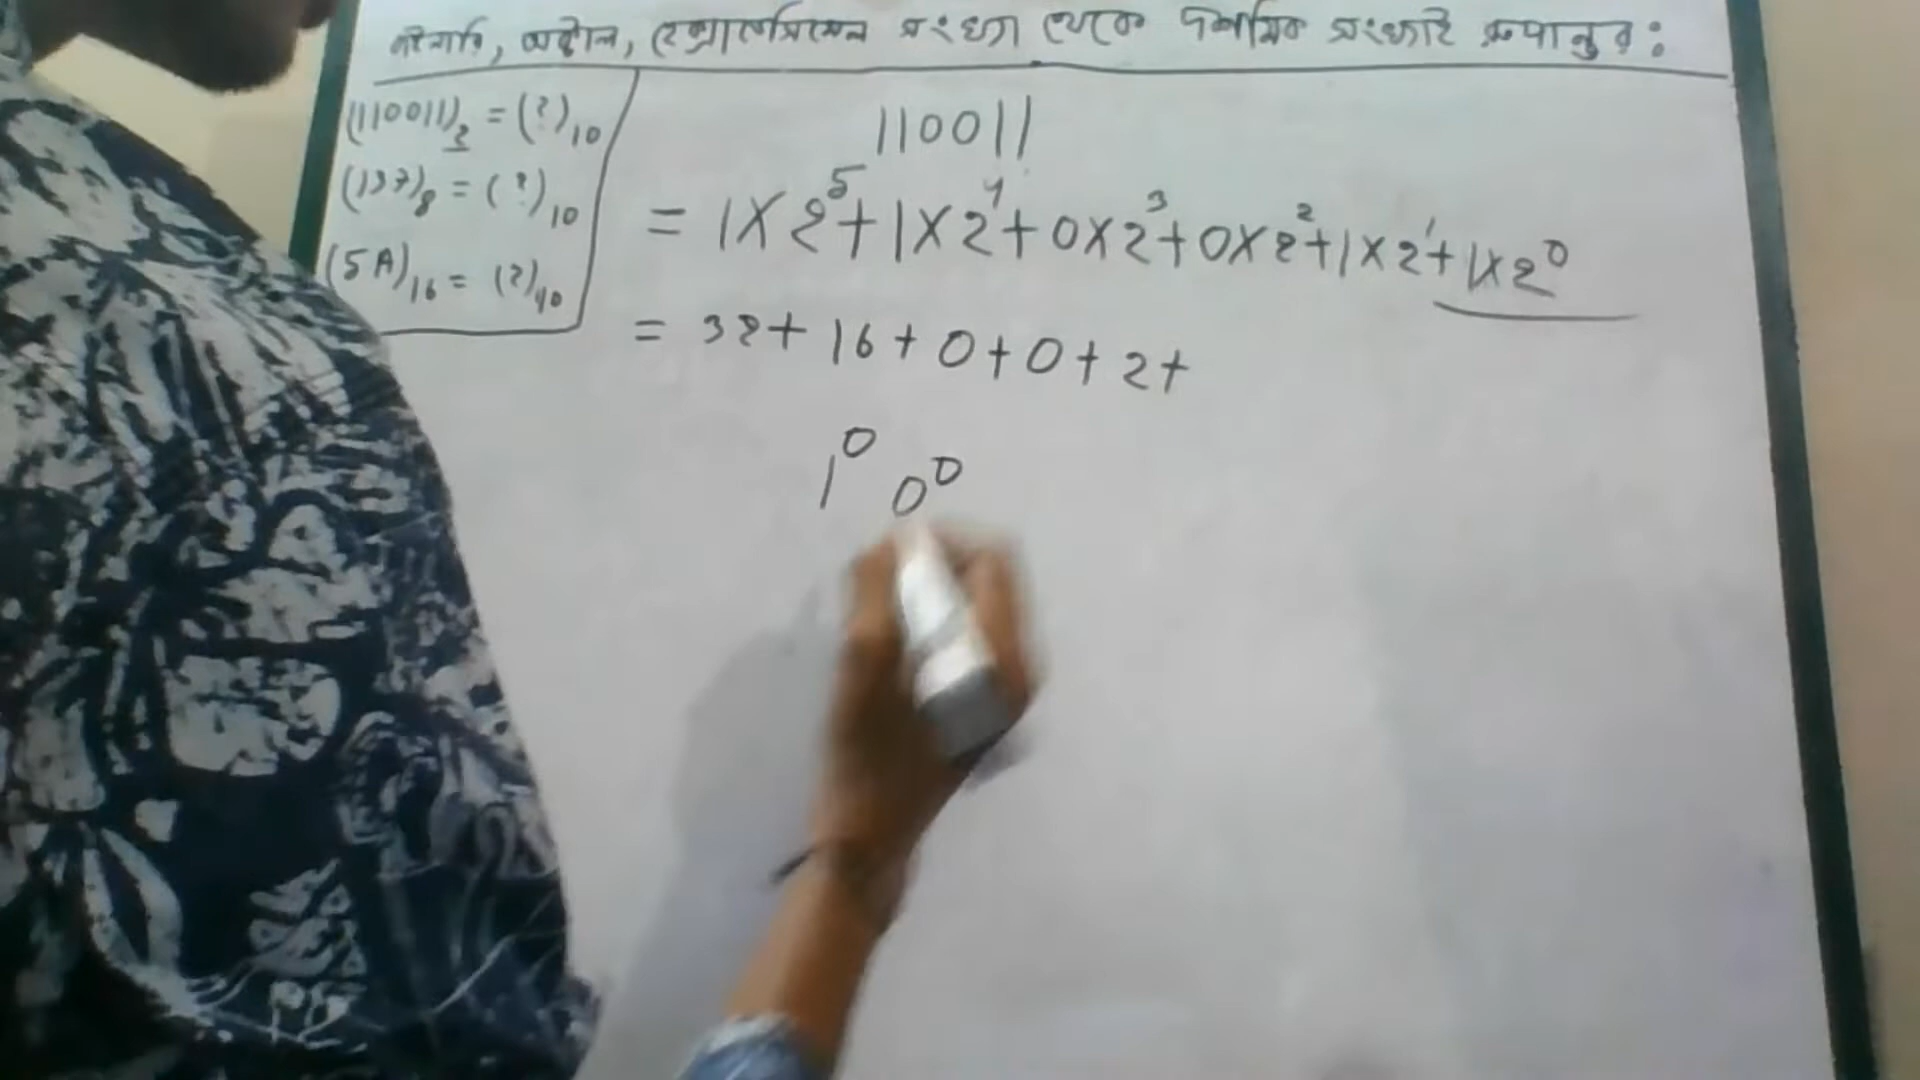 বাইনারি, অক্টাল, হেক্সাডেসিমেল সংখ্যা থেকে দশমিক সংখ্যাই রুপান্তুর:
(110011)₂ = (?)₁₀
(137)₈ = (?)₁₀
(5A)₁₆ = (?)₁₀
110011
= 1×2⁵+1×2⁴+0×2³+0×2²+1×2¹+1×2⁰
= 32+16+0+0+2+
1⁰ 0⁰